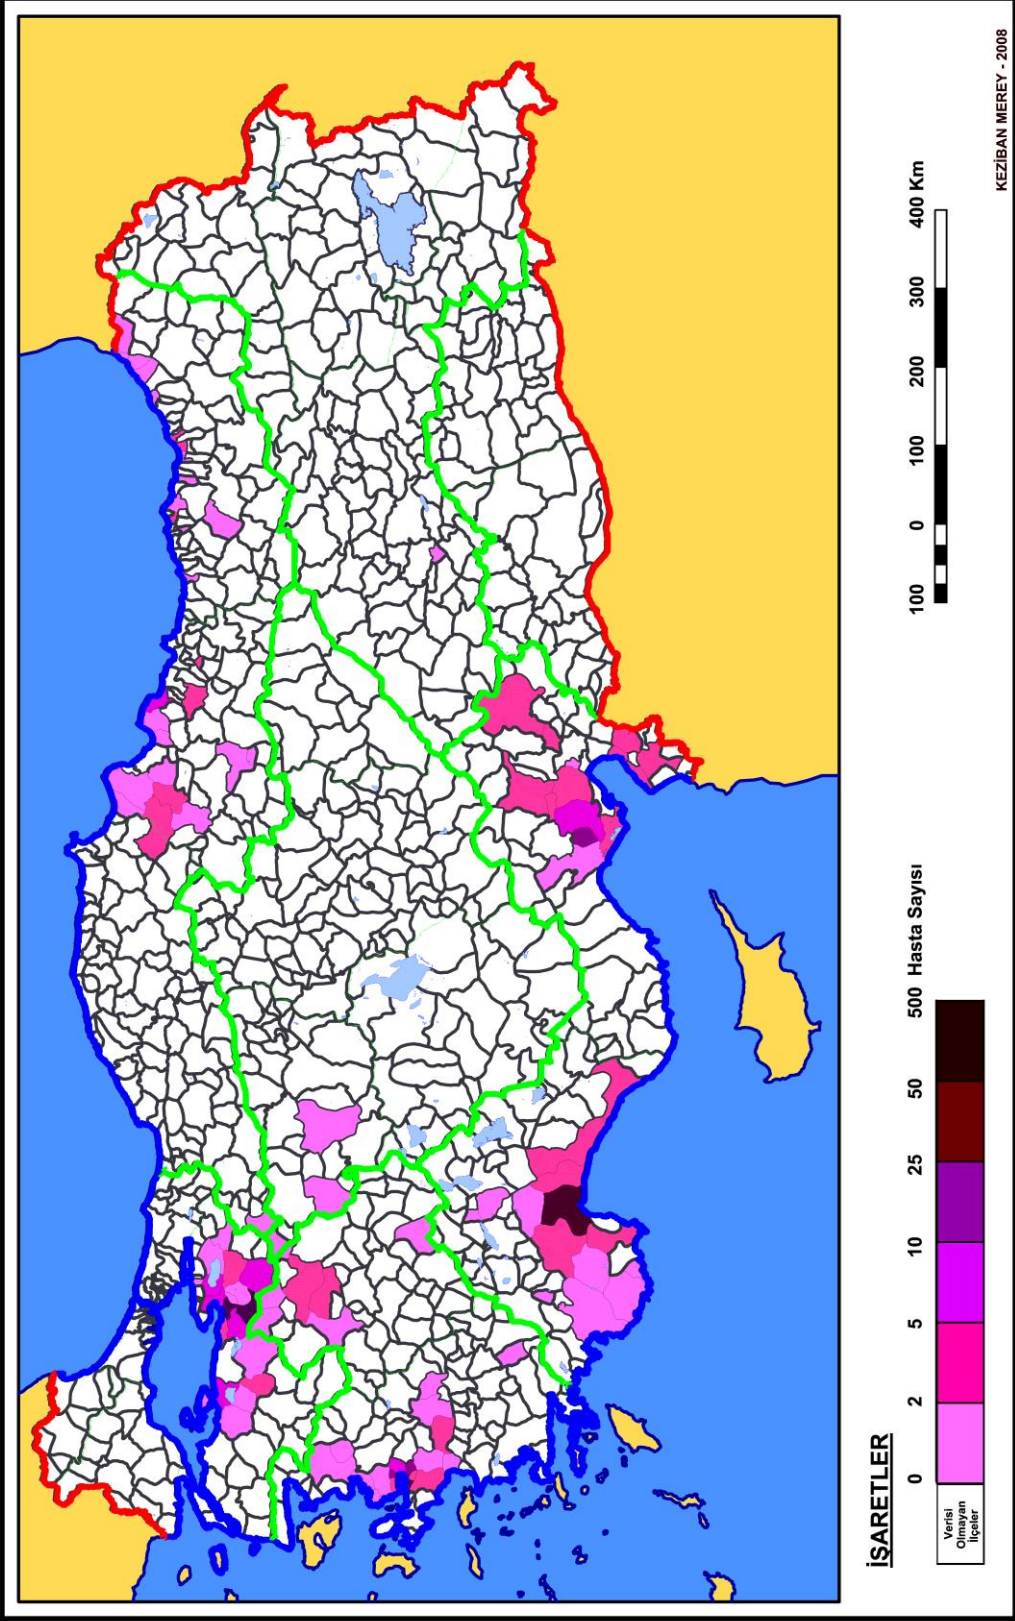 İŞARETLER
Verisi
Olmayan
İlçeler
0 2 5 10 25 50 500 Hasta Sayısı
100 0 100 200 300 400 Km
KEZİBAN MEREY - 2008